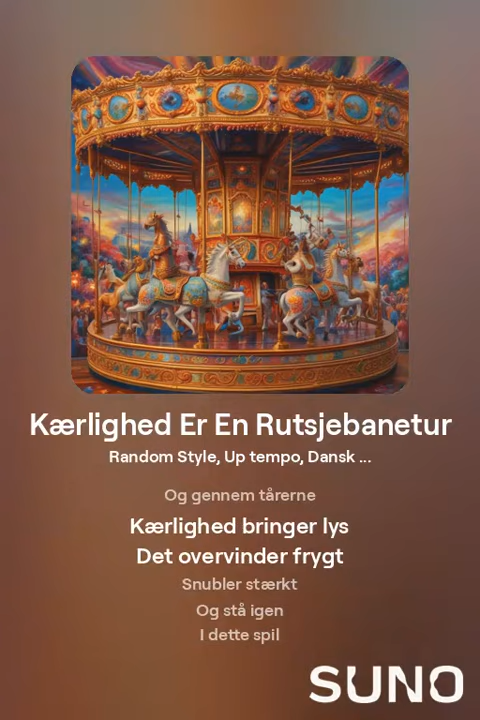 Kærlighed Er En Rutsjebanetur
Random Style, Up tempo, Dansk ...
Og gennem tårerne
Kærlighed bringer lys
Det overvinder frygt
Snubler stærkt
Og stå igen
I dette spil
SUNO